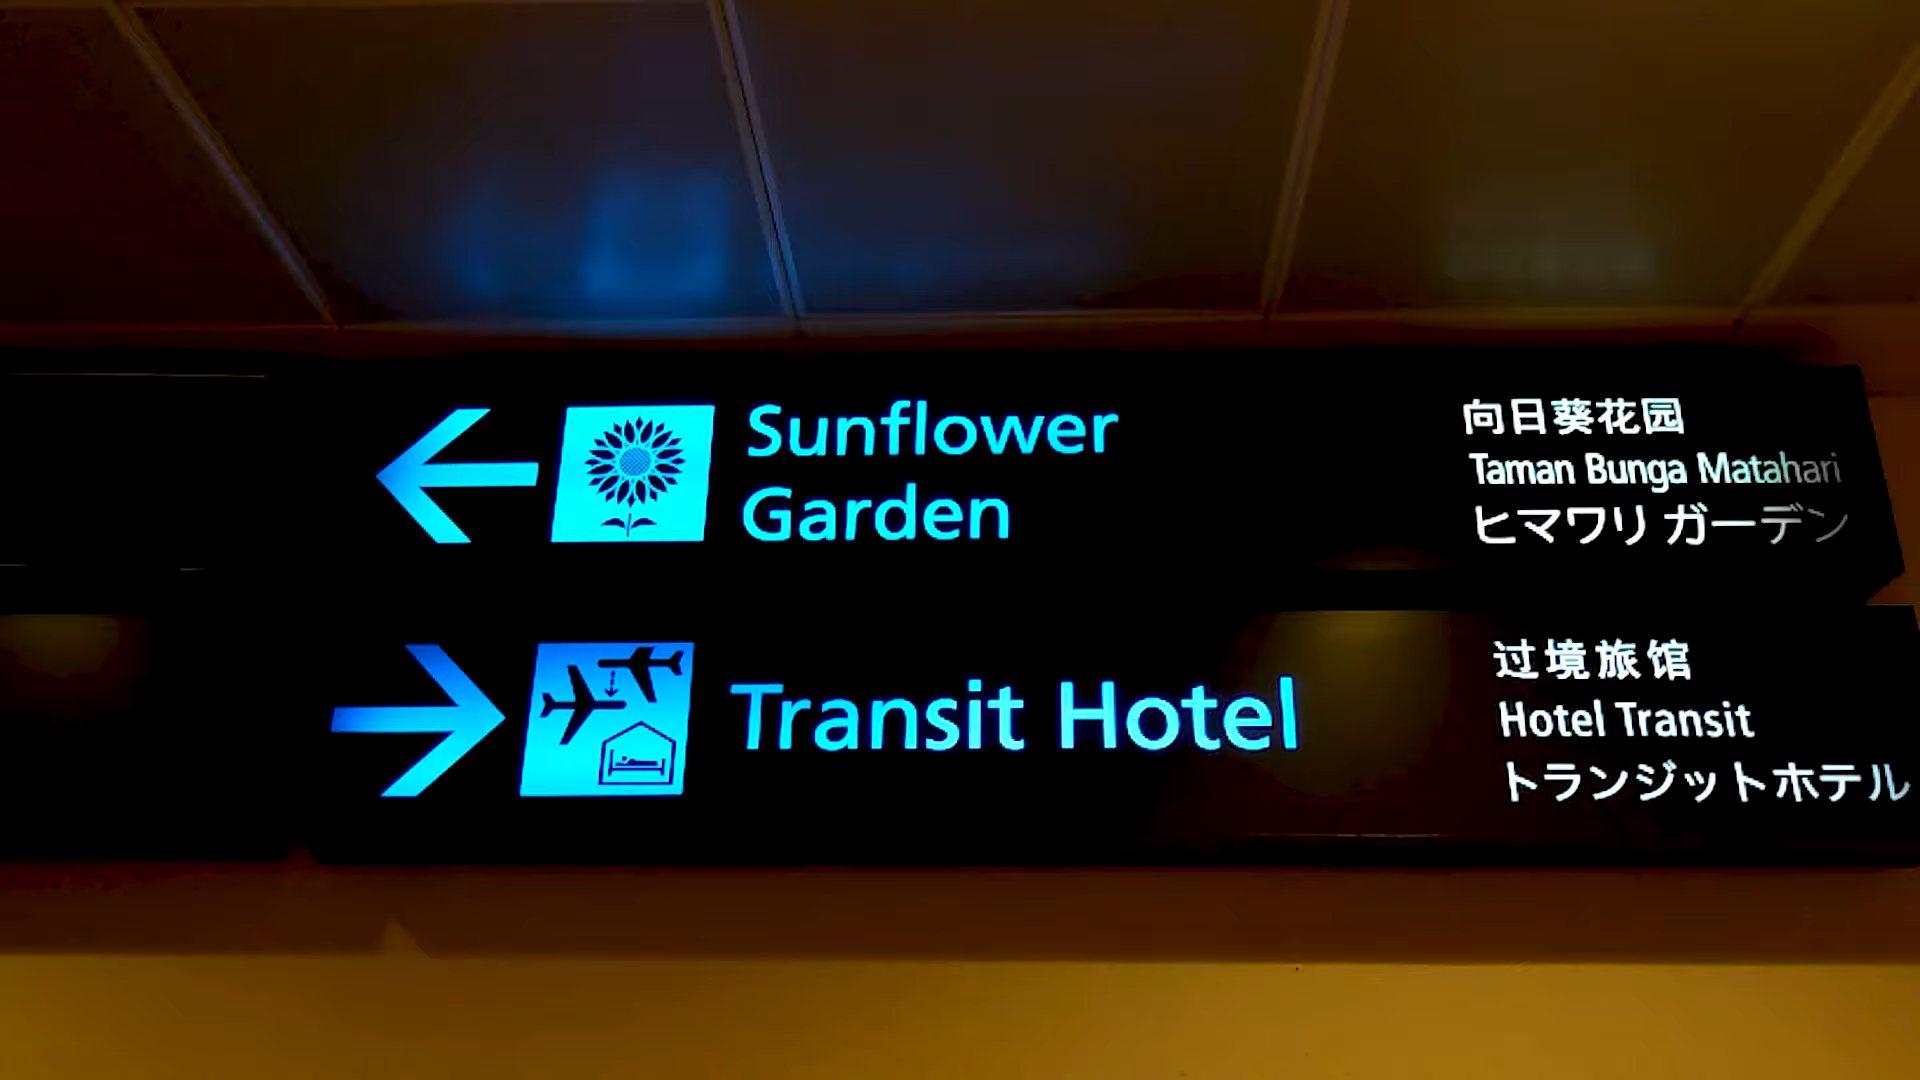 Sunflower
Garden
向日葵花园
Taman Bunga Matahari
ヒマワリ ガーデン
Transit Hotel
过境旅馆
Hotel Transit
トランジットホテル